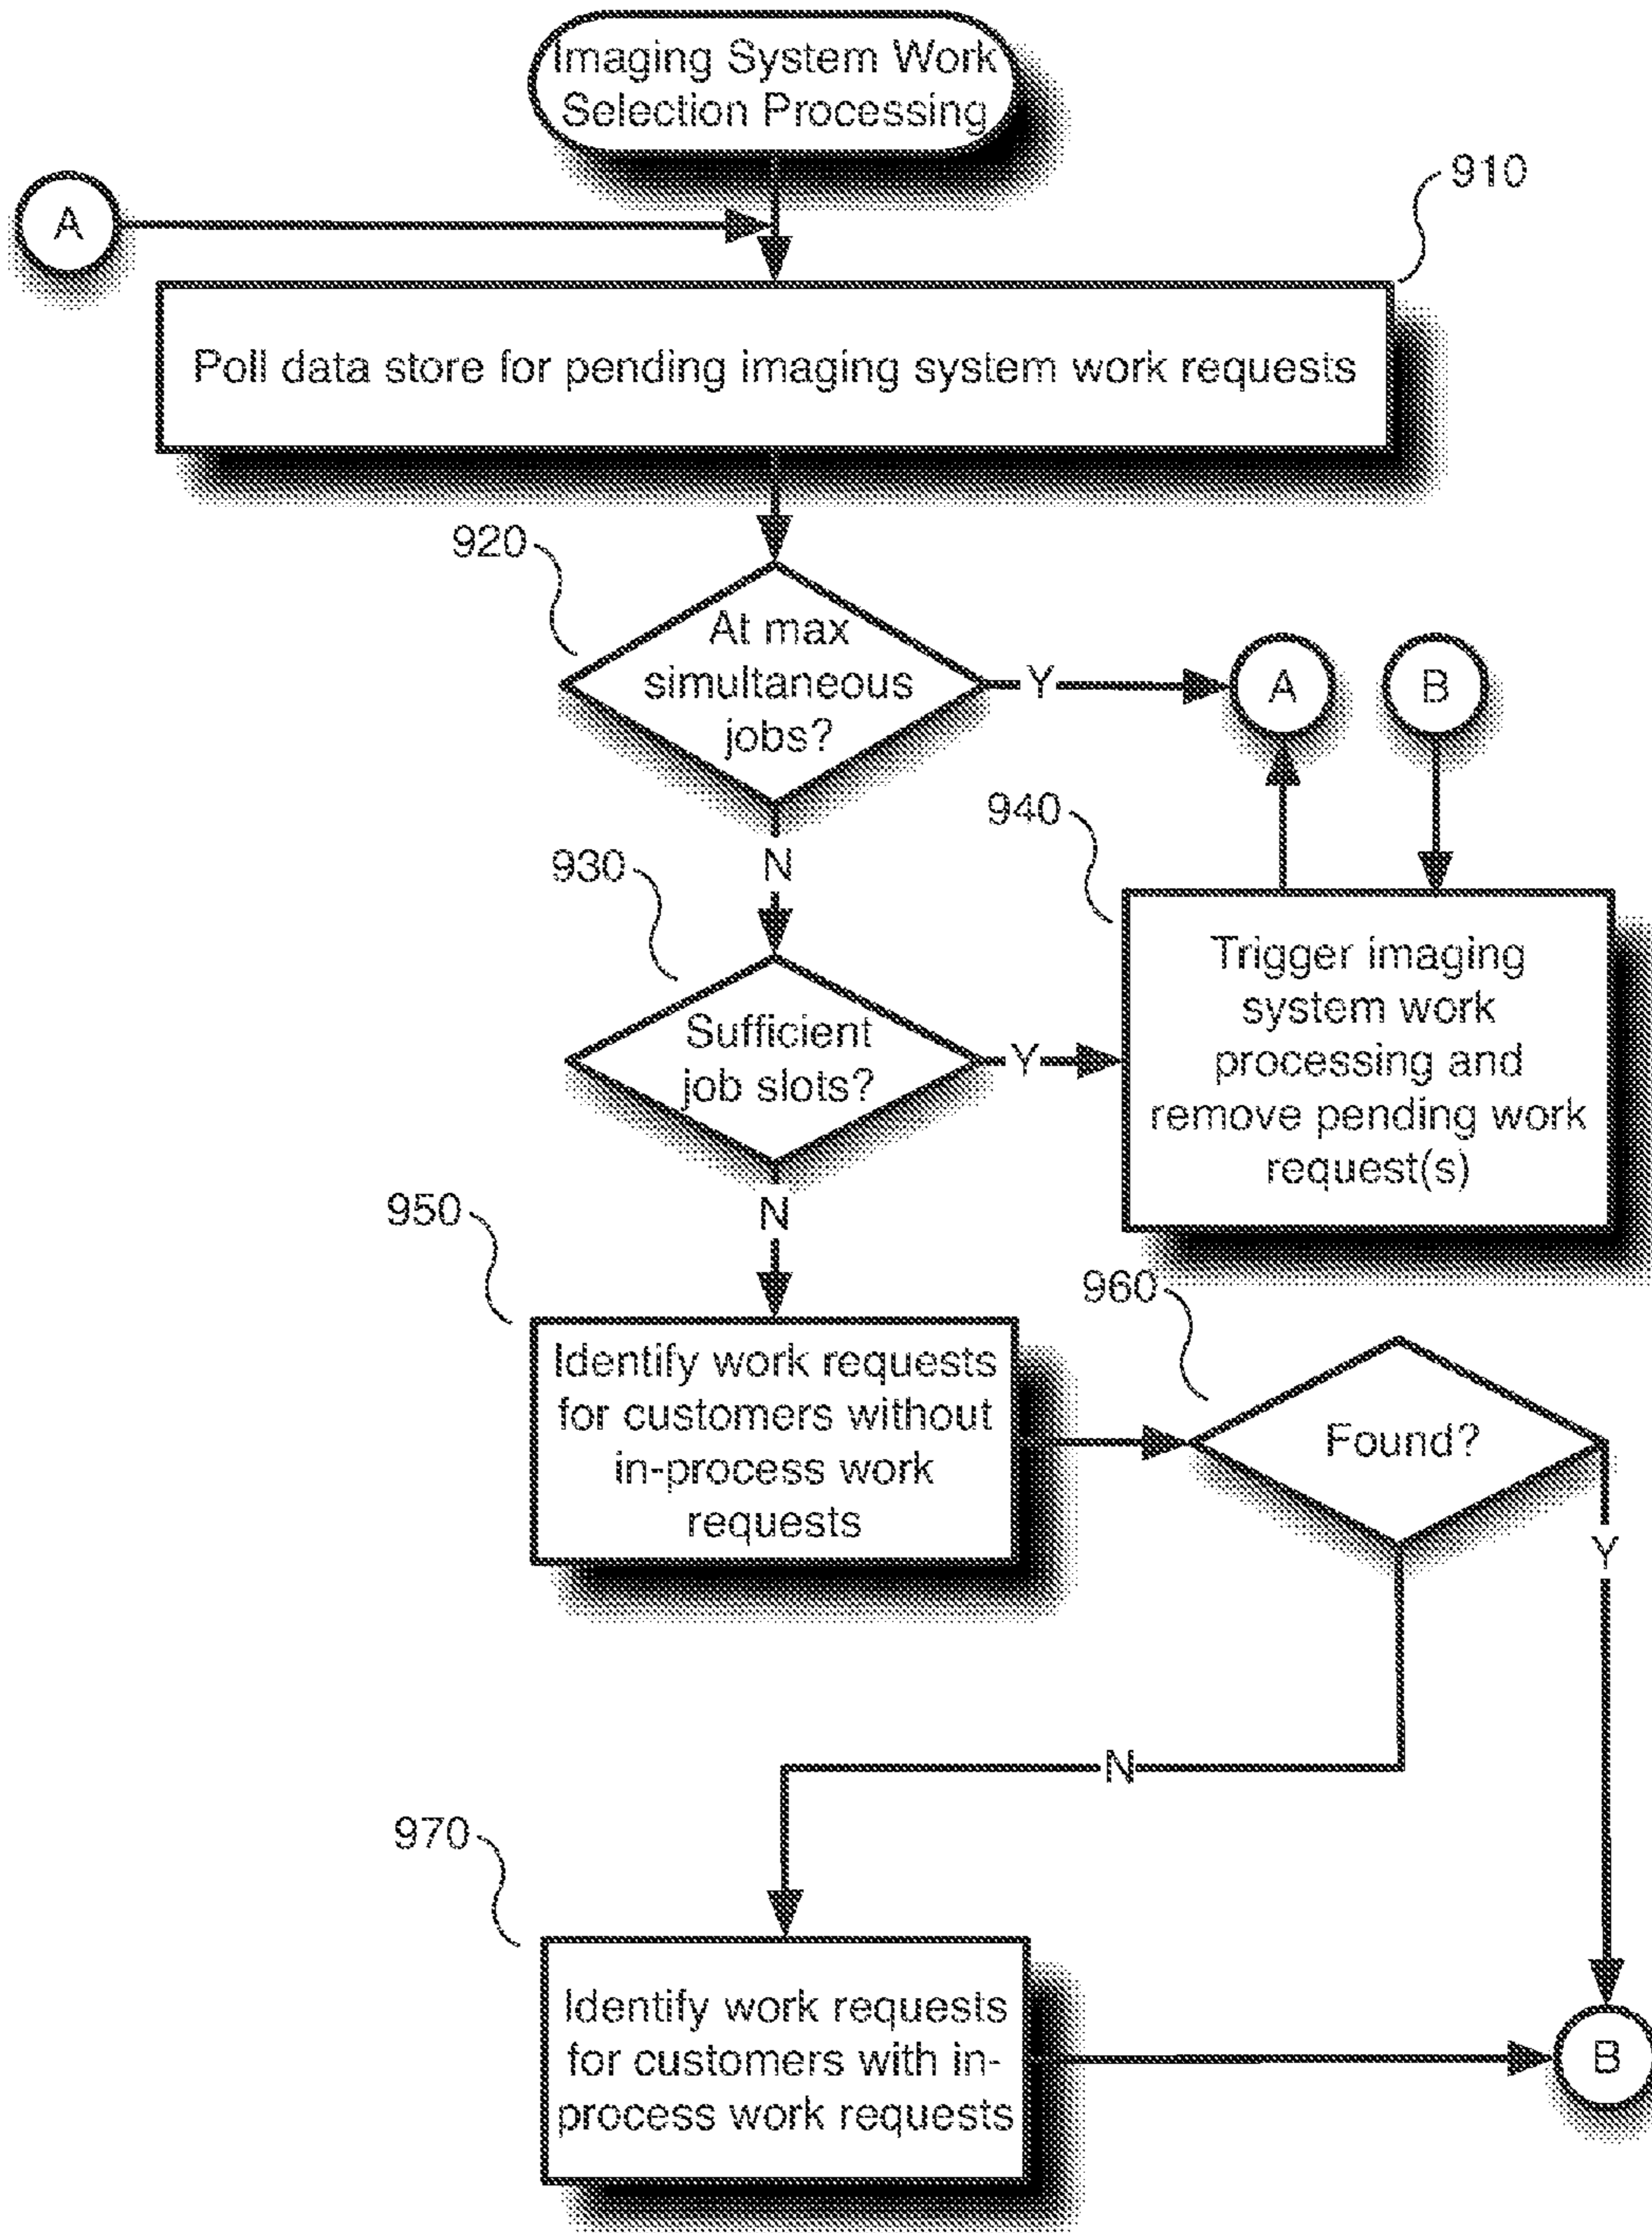 Imaging System Work
Selection Processing
A
910
Poll data store for pending imaging system work requests
920
At max
simultaneous
jobs?
Y
A
B
N
940
930
Sufficient
job slots?
Y
Trigger imaging
system work
processing and
remove pending work
request(s)
N
950
960
Identify work requests
for customers without
in-process work
requests
Found?
Y
N
970
Identify work requests
for customers with in-
process work requests
B